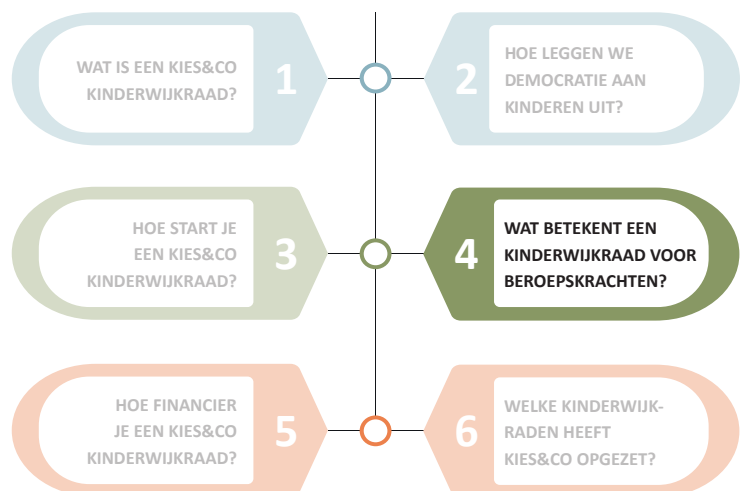 WAT IS EEN KIES&CO
KINDERWIJKRAAD?
1
2
HOE LEGGEN WE
DEMOCRATIE AAN
KINDEREN UIT?
HOE START JE
EEN KIES&CO
KINDERWIJKRAAD?
3
4
WAT BETEKENT EEN
KINDERWIJKRAAD VOOR
BEROEPSKRACHTEN?
HOE FINANCIER
JE EEN KIES&CO
KINDERWIJKRAAD?
5
6
WELKE KINDERWIJK-
RADEN HEEFT
KIES&CO OPGEZET?